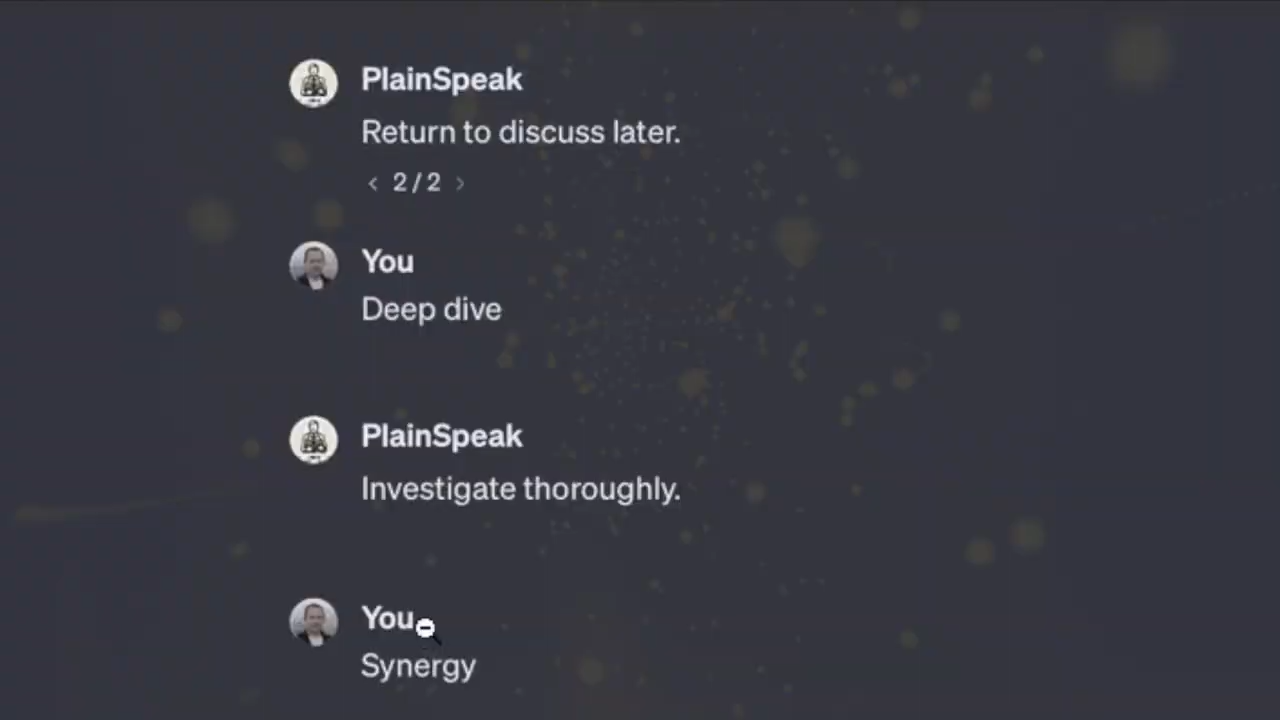 PlainSpeak
Return to discuss later.
< 2/2 >
You
Deep dive
PlainSpeak
Investigate thoroughly.
You
Synergy